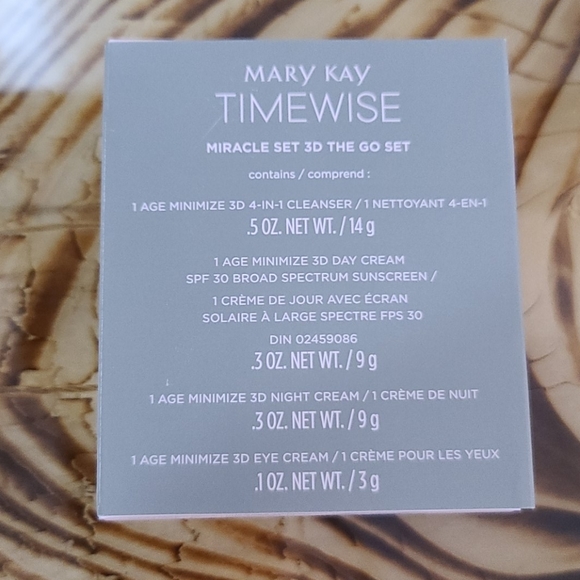 MARY KAY
TIMEWISE
MIRACLE SET 3D THE GO SET
contains / comprend :
1 AGE MINIMIZE 3D 4-IN-1 CLEANSER / 1 NETTOYANT 4-EN-1
.5 OZ. NET WT. / 14 g
1 AGE MINIMIZE 3D DAY CREAM
SPF 30 BROAD SPECTRUM SUNSCREEN /
1 CRÈME DE JOUR AVEC ÉCRAN
SOLAIRE À LARGE SPECTRE FPS 30
DIN 02459086
.3 OZ. NET WT. / 9 g
1 AGE MINIMIZE 3D NIGHT CREAM / 1 CRÈME DE NUIT
.3 OZ. NET WT. / 9 g
1 AGE MINIMIZE 3D EYE CREAM / 1 CRÈME POUR LES YEUX
.1 OZ. NET WT. / 3 g